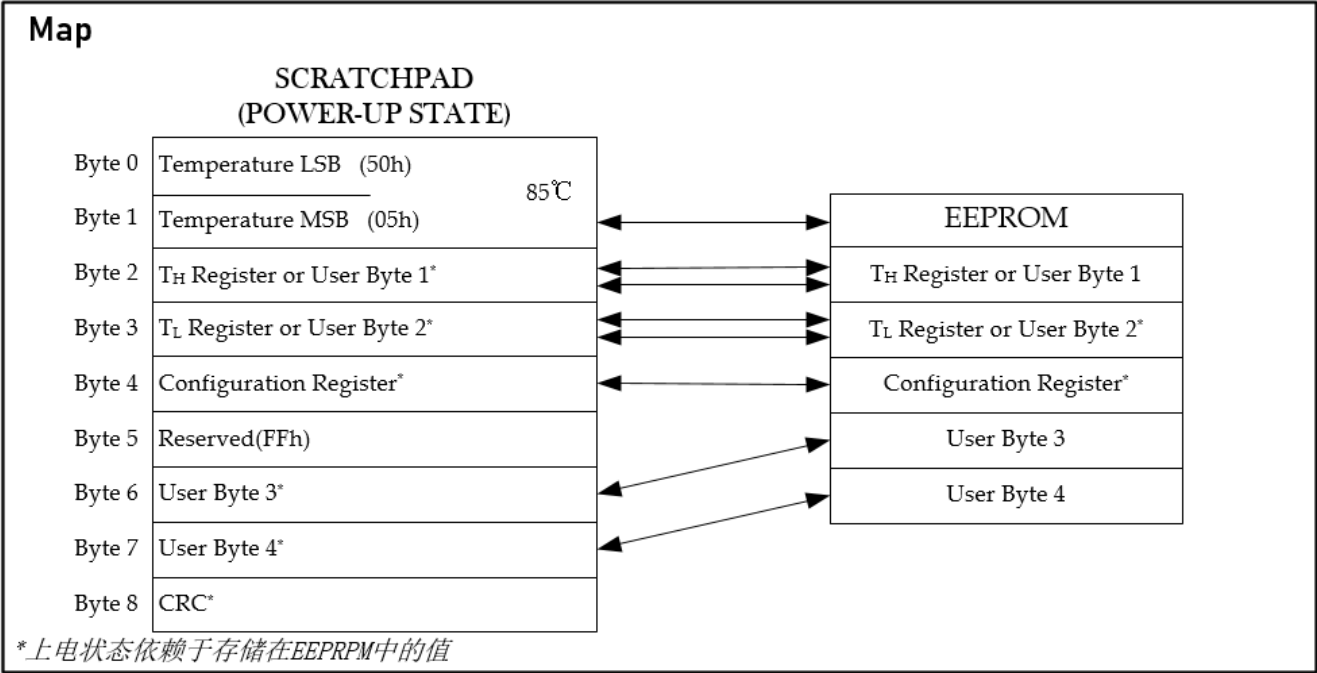 Map
SCRATCHPAD
(POWER-UP STATE)
Byte 0 Temperature LSB (50h)
85℃
Byte 1 Temperature MSB (05h)
EEPROM
Byte 2 TH Register or User Byte 1*
TH Register or User Byte 1
Byte 3 TL Register or User Byte 2*
TL Register or User Byte 2*
Byte 4 Configuration Register*
Configuration Register*
Byte 5 Reserved(FFh)
User Byte 3
Byte 6 User Byte 3*
User Byte 4
Byte 7 User Byte 4*
Byte 8 CRC*
*上电状态依赖于存储在EEPRPM中的值